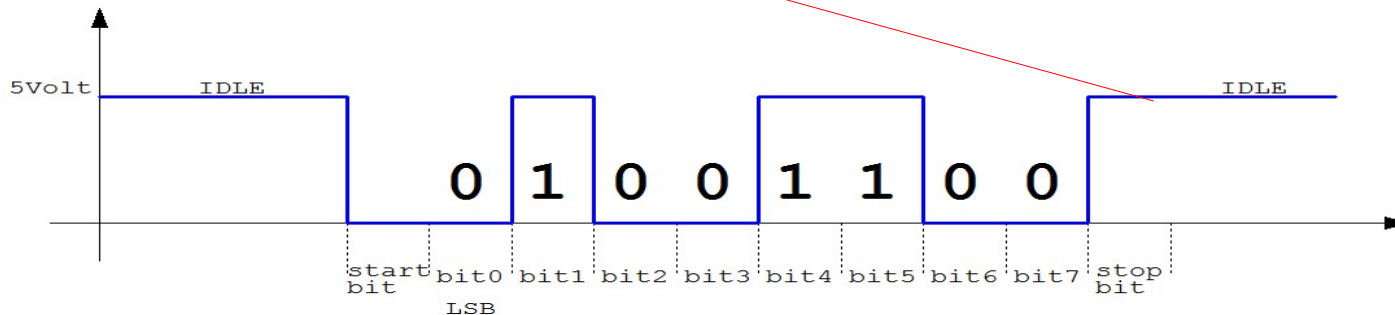 5Volt IDLE IDLE
0 1 0 0 1 1 0 0
start bit0 bit1 bit2 bit3 bit4 bit5 bit6 bit7 stop
bit bit
LSB